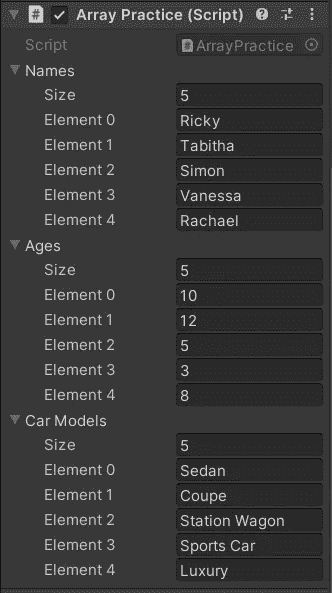 Array Practice (Script)
Script ArrayPractice
Names
Size 5
Element 0 Ricky
Element 1 Tabitha
Element 2 Simon
Element 3 Vanessa
Element 4 Rachael
Ages
Size 5
Element 0 10
Element 1 12
Element 2 5
Element 3 3
Element 4 8
Car Models
Size 5
Element 0 Sedan
Element 1 Coupe
Element 2 Station Wagon
Element 3 Sports Car
Element 4 Luxury